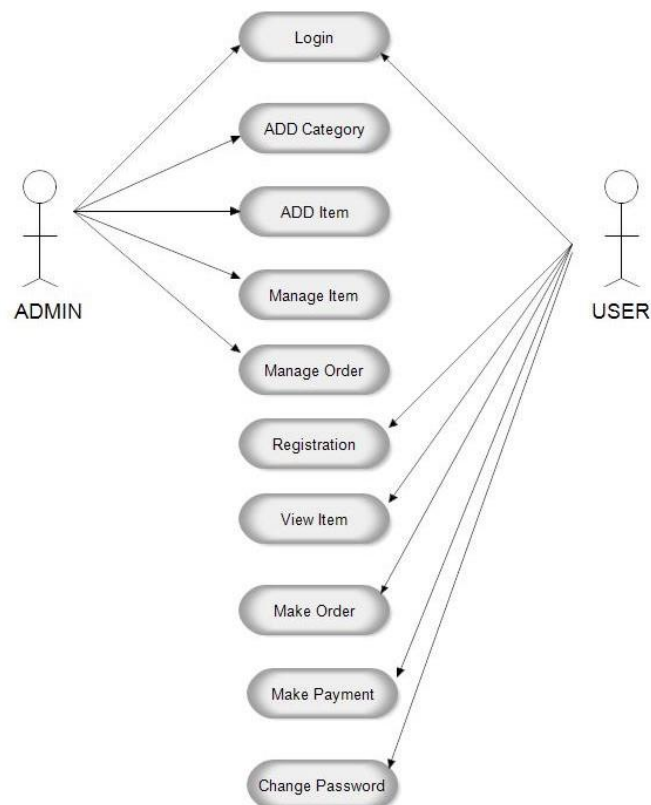 Login
ADD Category
ADD Item
Manage Item
ADMIN
USER
Manage Order
Registration
View Item
Make Order
Make Payment
Change Password